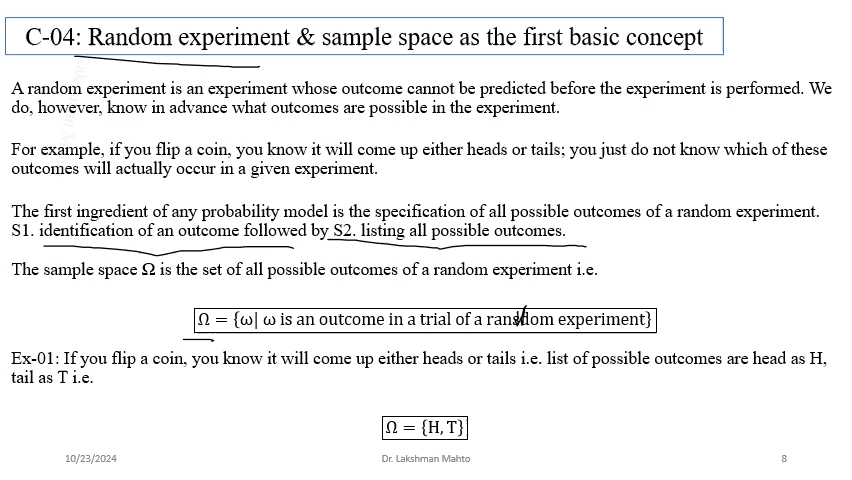 C-04: Random experiment & sample space as the first basic concept
A random experiment is an experiment whose outcome cannot be predicted before the experiment is performed. We
do, however, know in advance what outcomes are possible in the experiment.
For example, if you flip a coin, you know it will come up either heads or tails; you just do not know which of these
outcomes will actually occur in a given experiment.
The first ingredient of any probability model is the specification of all possible outcomes of a random experiment.
S1. identification of an outcome followed by S2. listing all possible outcomes.
The sample space Ω is the set of all possible outcomes of a random experiment i.e.
Ω = {ω| ω is an outcome in a trial of a ransdom experiment}
Ex-01: If you flip a coin, you know it will come up either heads or tails i.e. list of possible outcomes are head as H,
tail as T i.e.
Ω = {H, T}
10/23/2024
Dr. Lakshman Mahto
8